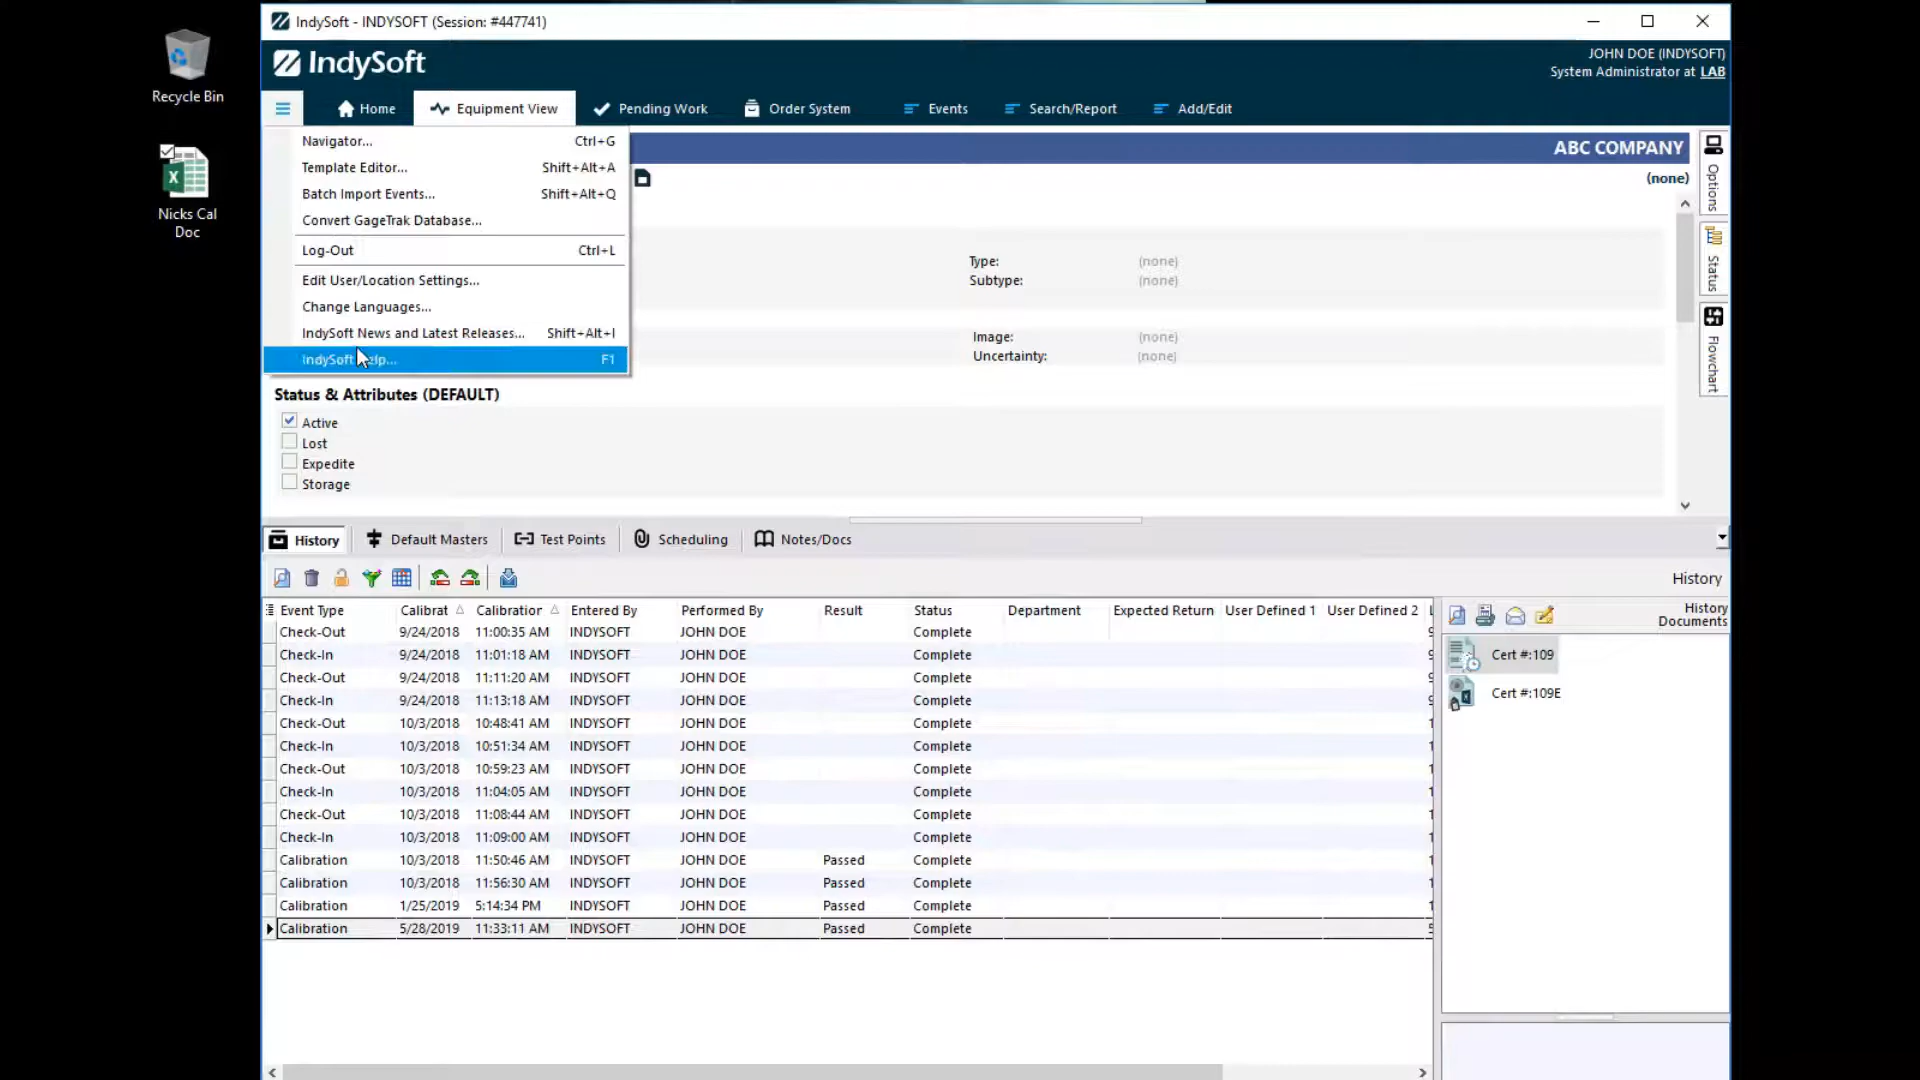 IndySoft - INDYSOFT (Session: #447741)
Recycle Bin
Nicks Cal
Doc
IndySoft
JOHN DOE (INDYSOFT)
System Administrator at LAB
Home Equipment View Pending Work Order System Events Search/Report Add/Edit
Navigator... Ctrl+G
Template Editor... Shift+Alt+A
Batch Import Events... Shift+Alt+Q
Convert GageTrak Database...
Log-Out Ctrl+L
Edit User/Location Settings...
Change Languages...
IndySoft News and Latest Releases... Shift+Alt+I
IndySoft F1
ABC COMPANY
(none)
Type: (none)
Subtype: (none)
Image: (none)
Uncertainty: (none)
Options
Status
Flowchart
Status & Attributes (DEFAULT)
Active
Lost
Expedite
Storage
History Default Masters Test Points Scheduling Notes/Docs
History
Event Type Calibrat Calibration Entered By Performed By Result Status Department Expected Return User Defined 1 User Defined 2
Check-Out 9/24/2018 11:00:35 AM INDYSOFT JOHN DOE Complete
Check-In 9/24/2018 11:01:18 AM INDYSOFT JOHN DOE Complete
Check-Out 9/24/2018 11:11:20 AM INDYSOFT JOHN DOE Complete
Check-In 9/24/2018 11:13:18 AM INDYSOFT JOHN DOE Complete
Check-Out 10/3/2018 10:48:41 AM INDYSOFT JOHN DOE Complete
Check-In 10/3/2018 10:51:34 AM INDYSOFT JOHN DOE Complete
Check-Out 10/3/2018 10:59:23 AM INDYSOFT JOHN DOE Complete
Check-In 10/3/2018 11:04:05 AM INDYSOFT JOHN DOE Complete
Check-Out 10/3/2018 11:08:44 AM INDYSOFT JOHN DOE Complete
Check-In 10/3/2018 11:09:00 AM INDYSOFT JOHN DOE Complete
Calibration 10/3/2018 11:50:46 AM INDYSOFT JOHN DOE Passed Complete
Calibration 10/3/2018 11:56:30 AM INDYSOFT JOHN DOE Passed Complete
Calibration 1/25/2019 5:14:34 PM INDYSOFT JOHN DOE Passed Complete
Calibration 5/28/2019 11:33:11 AM INDYSOFT JOHN DOE Passed Complete
History
Documents
Cert #:109
Cert #:109E